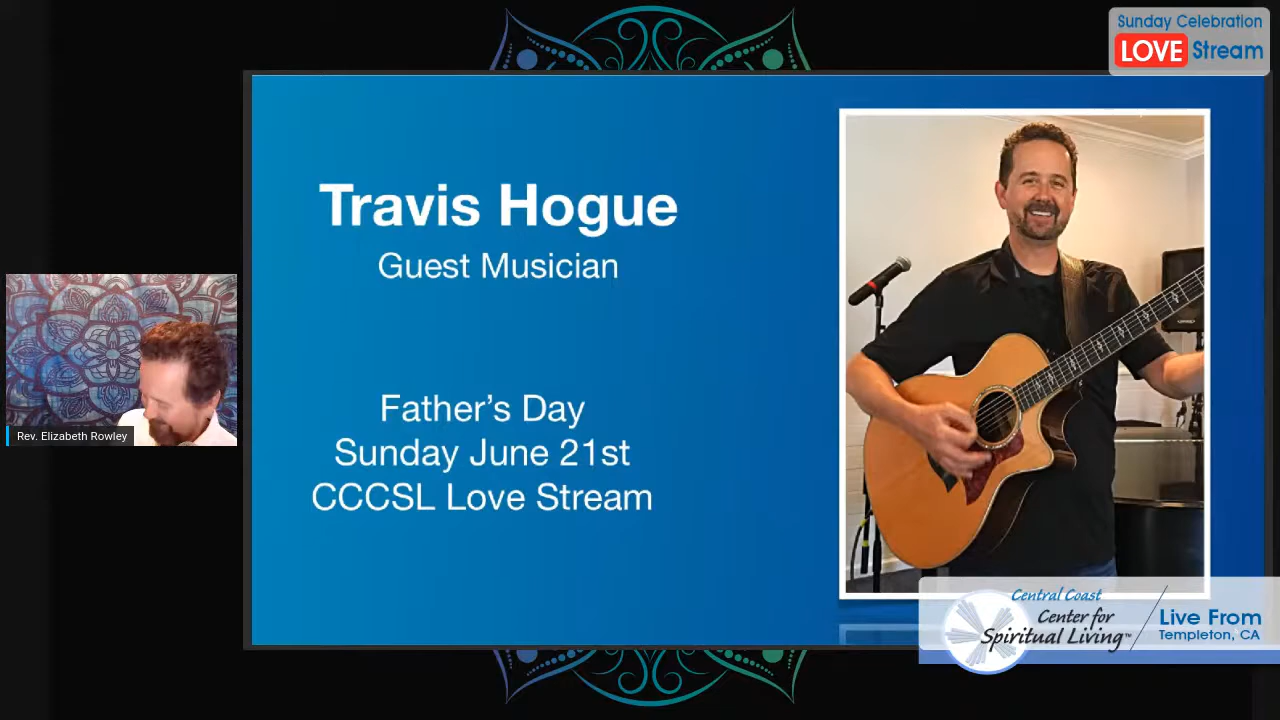 Sunday Celebration
LOVE Stream
Travis Hogue
Guest Musician
Father's Day
Sunday June 21st
CCCSL Love Stream
Rev. Elizabeth Rowley
Central Coast
Center for
Spiritual Living™
Live From
Templeton, CA